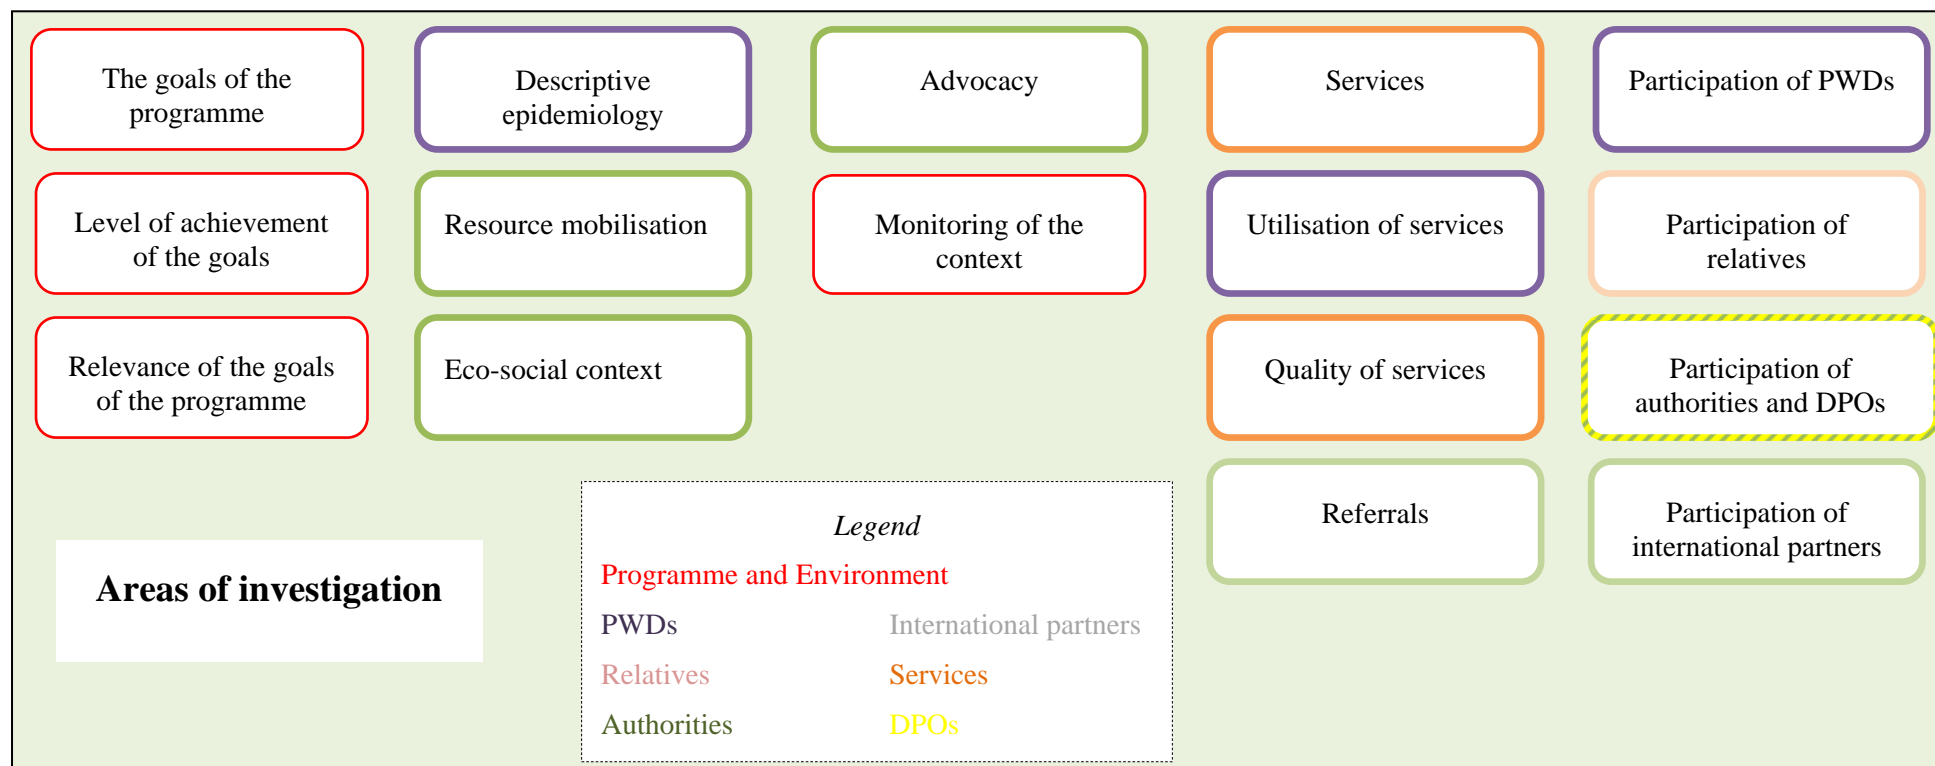 The goals of the
programme
Descriptive
epidemiology
Advocacy
Services
Participation of PWDs
Level of achievement
of the goals
Resource mobilisation
Monitoring of the
context
Utilisation of services
Participation of
relatives
Relevance of the goals
of the programme
Eco-social context
Quality of services
Participation of
authorities and DPOs
Referrals
Participation of
international partners
Areas of investigation
Legend
Programme and Environment
PWDs
International partners
Relatives
Services
Authorities
DPOs